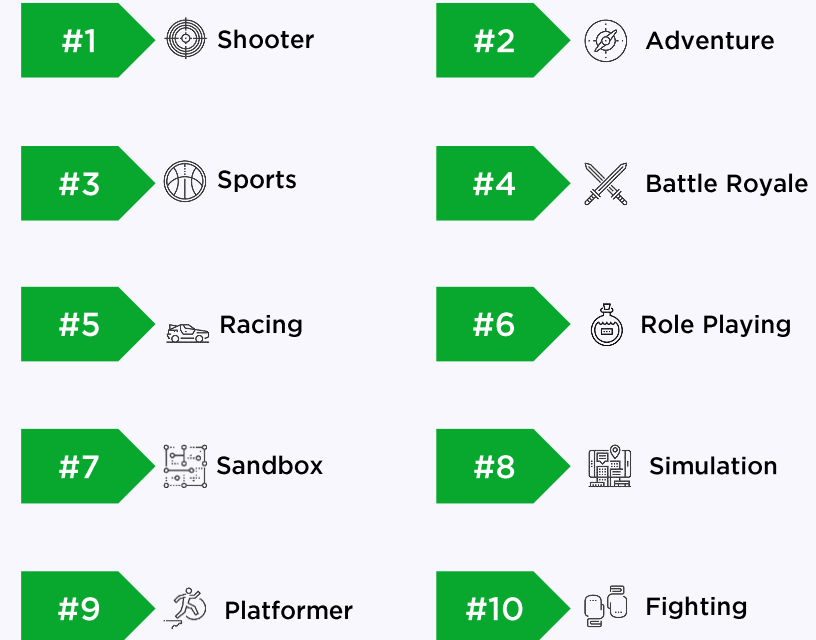 #1 Shooter
#2 Adventure
#3 Sports
#4 Battle Royale
#5 Racing
#6 Role Playing
#7 Sandbox
#8 Simulation
#9 Platformer
#10 Fighting